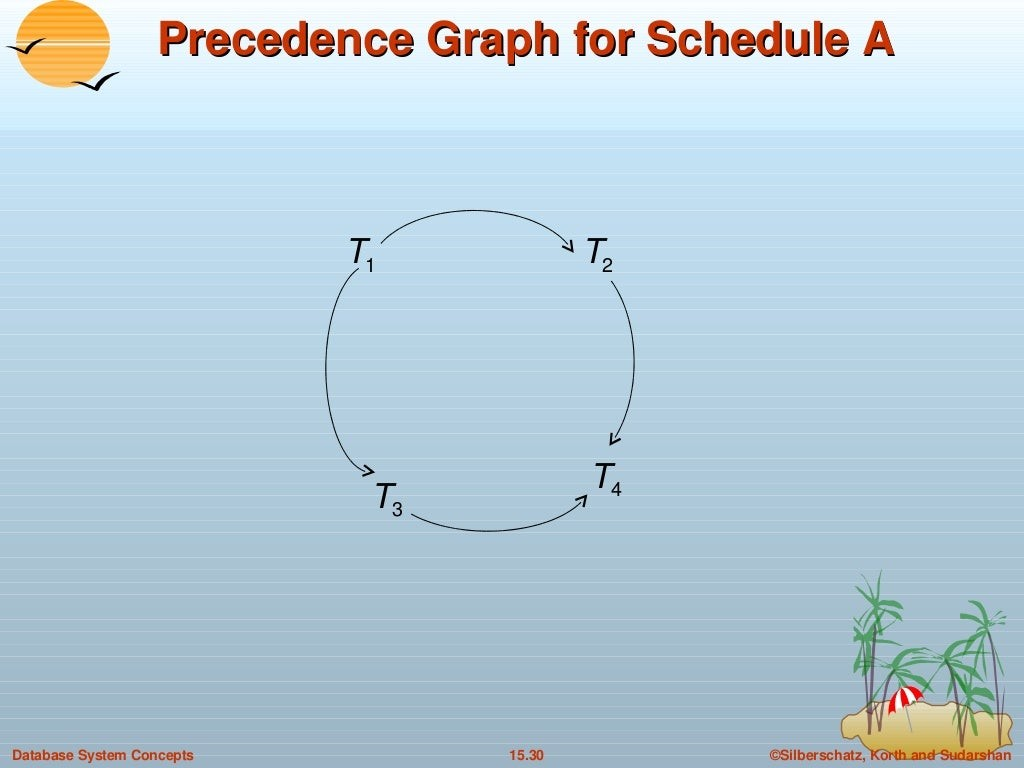 Precedence Graph for Schedule A
T1 T2
T4
T3
Database System Concepts 15.30 ©Silberschatz, Korth and Sudarshan